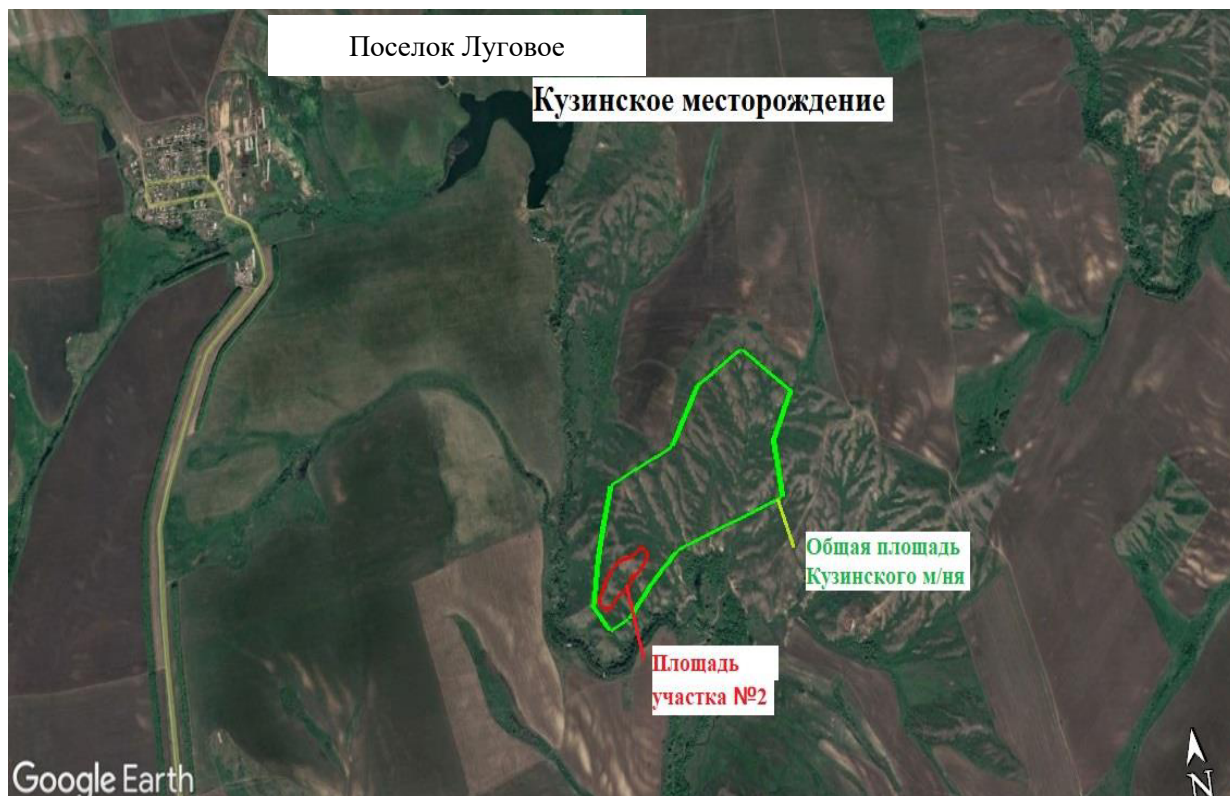 Поселок Луговое
Кузинское месторождение
Общая площадь
Кузинского м/ня
Площадь
участка №2
Google Earth
N